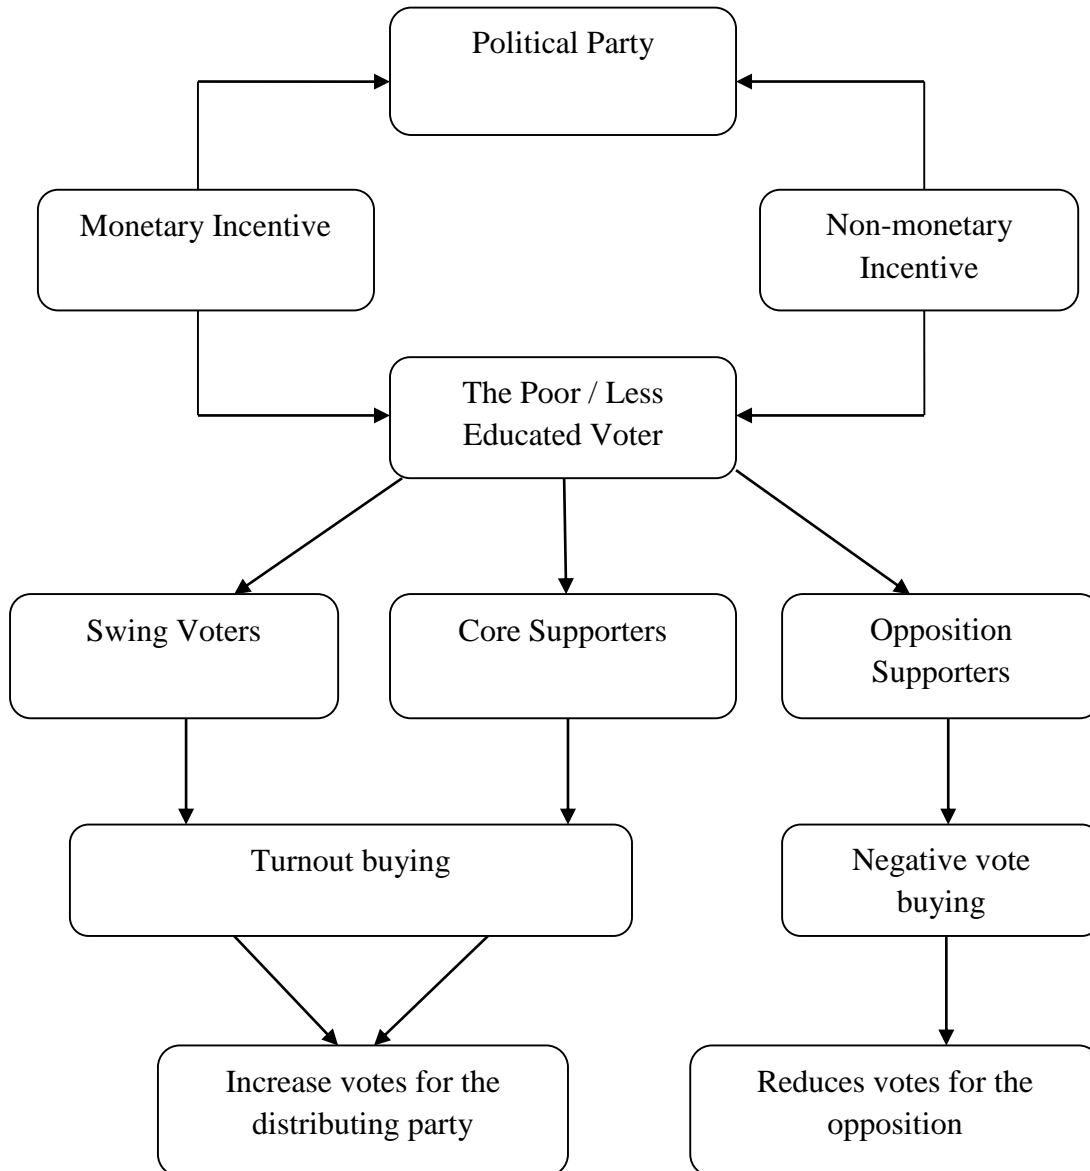 Political Party
Monetary Incentive
Non-monetary
Incentive
The Poor / Less
Educated Voter
Swing Voters
Core Supporters
Opposition
Supporters
Turnout buying
Negative vote
buying
Increase votes for the
distributing party
Reduces votes for the
opposition